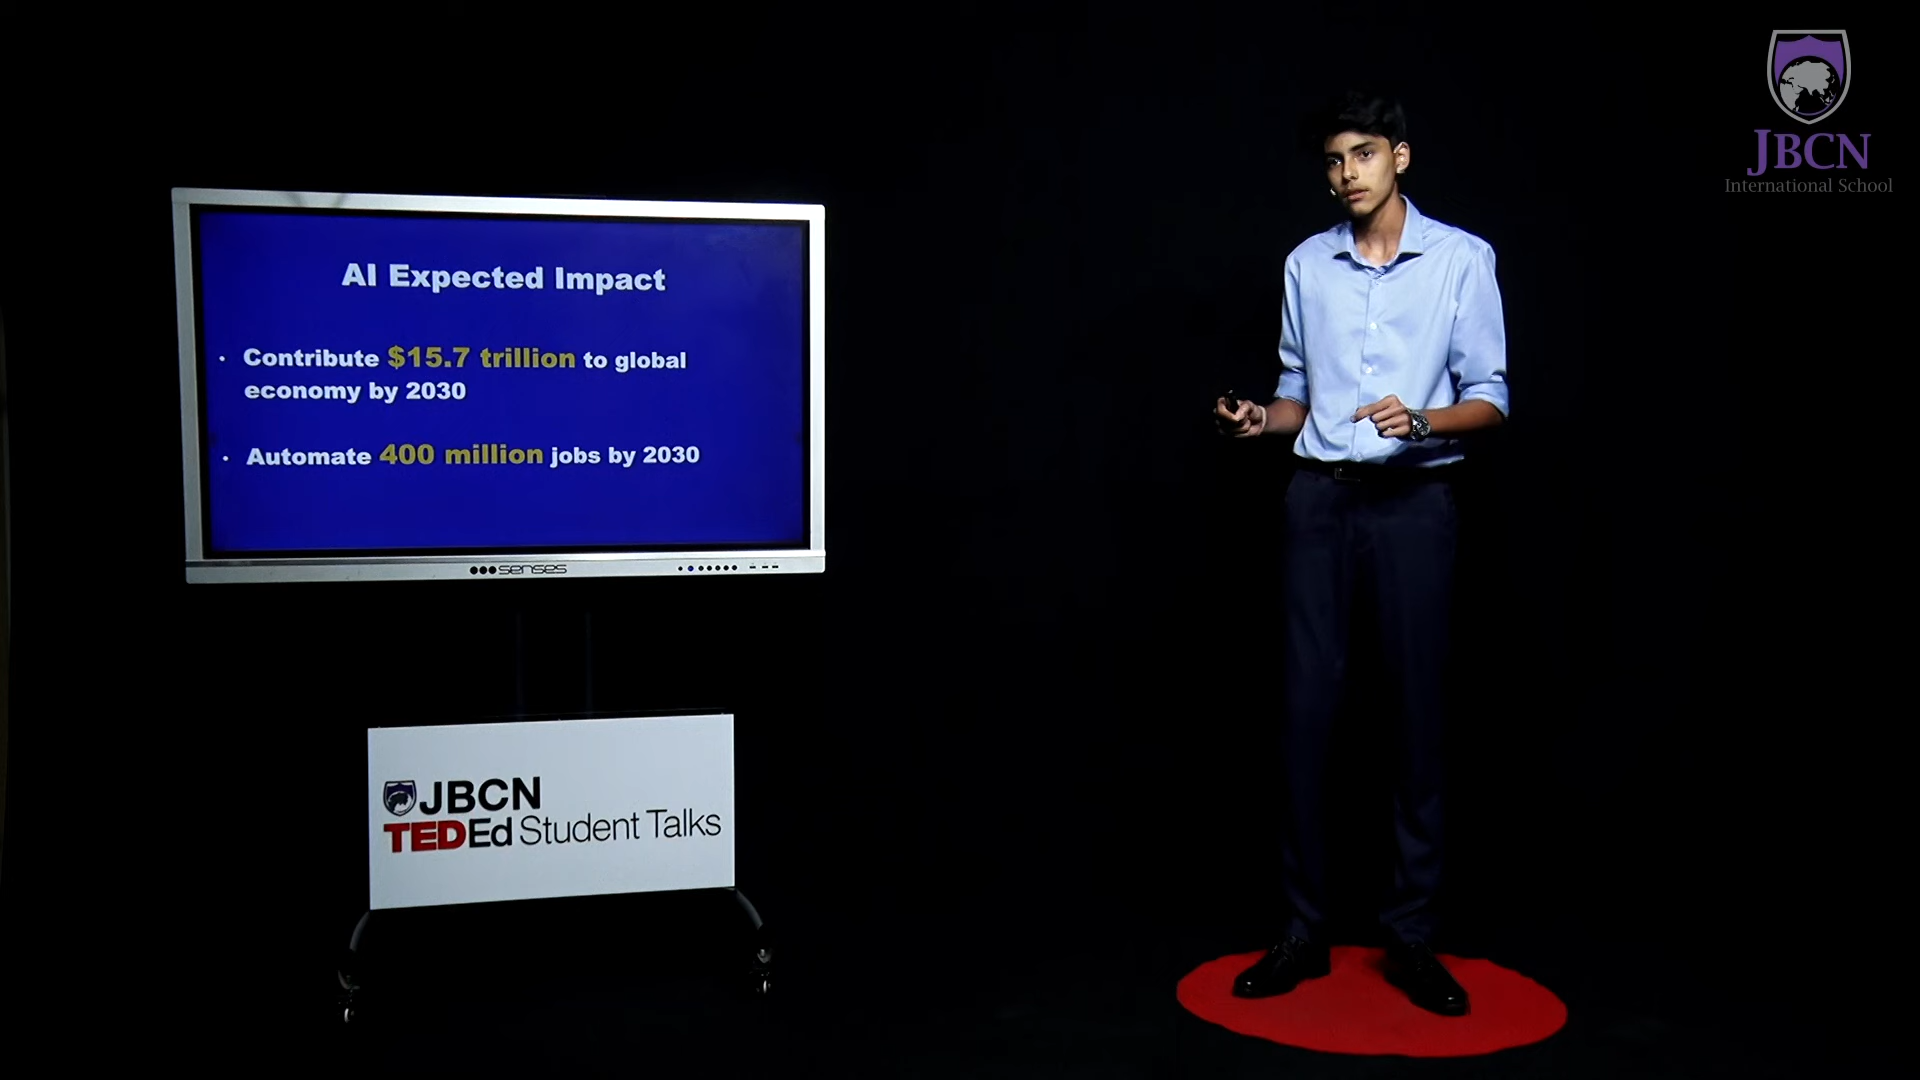 AI Expected Impact
• Contribute $15.7 trillion to global
economy by 2030
• Automate 400 million jobs by 2030
senses
JBCN
TEDEd Student Talks
JBCN
International School